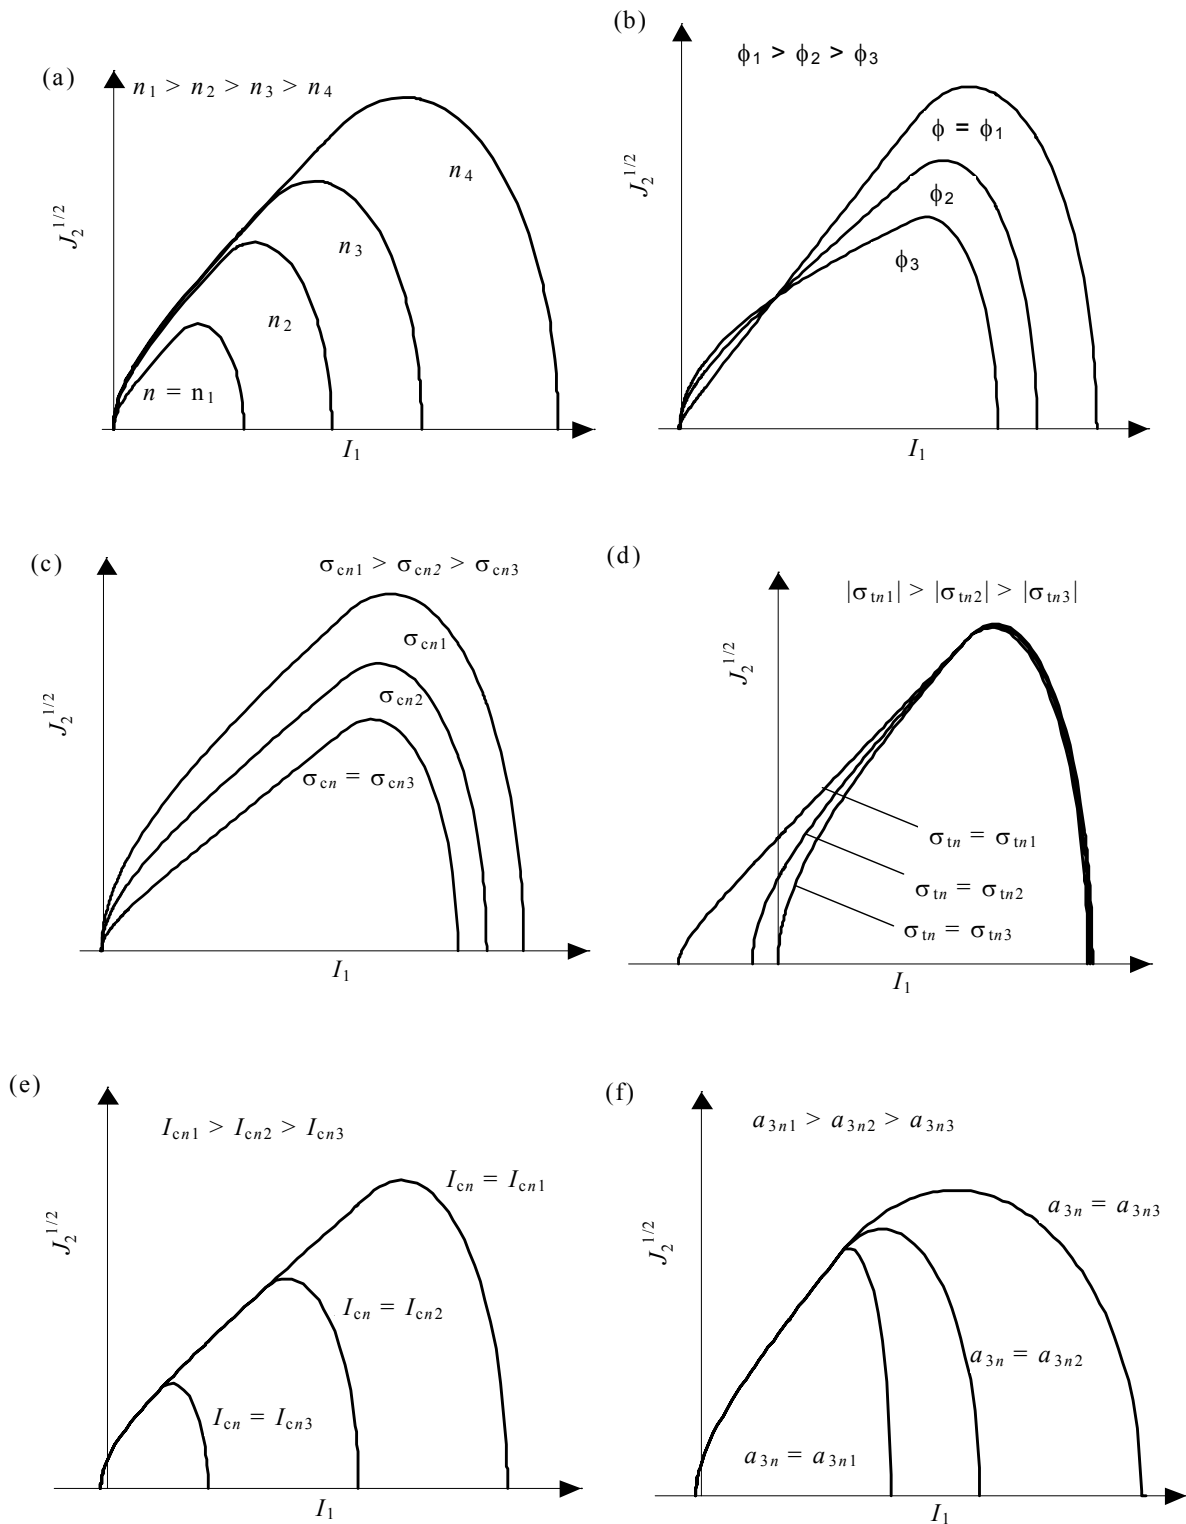 (a)
n₁ > n₂ > n₃ > n₄
n₄
n₃
n₂
n = n₁
J₂^1/2
I₁
(b)
ϕ₁ > ϕ₂ > ϕ₃
ϕ = ϕ₁
ϕ₂
ϕ₃
J₂^1/2
I₁
(c)
σcn1 > σcn2 > σcn3
σcn1
σcn2
σcn = σcn3
J₂^1/2
I₁
(d)
|σtn1| > |σtn2| > |σtn3|
J₂^1/2
σtn = σtn1
σtn = σtn2
σtn = σtn3
I₁
(e)
Icn1 > Icn2 > Icn3
Icn = Icn1
J₂^1/2
Icn = Icn2
Icn = Icn3
I₁
(f)
a3n1 > a3n2 > a3n3
a3n = a3n3
J₂^1/2
a3n = a3n2
a3n = a3n1
I₁